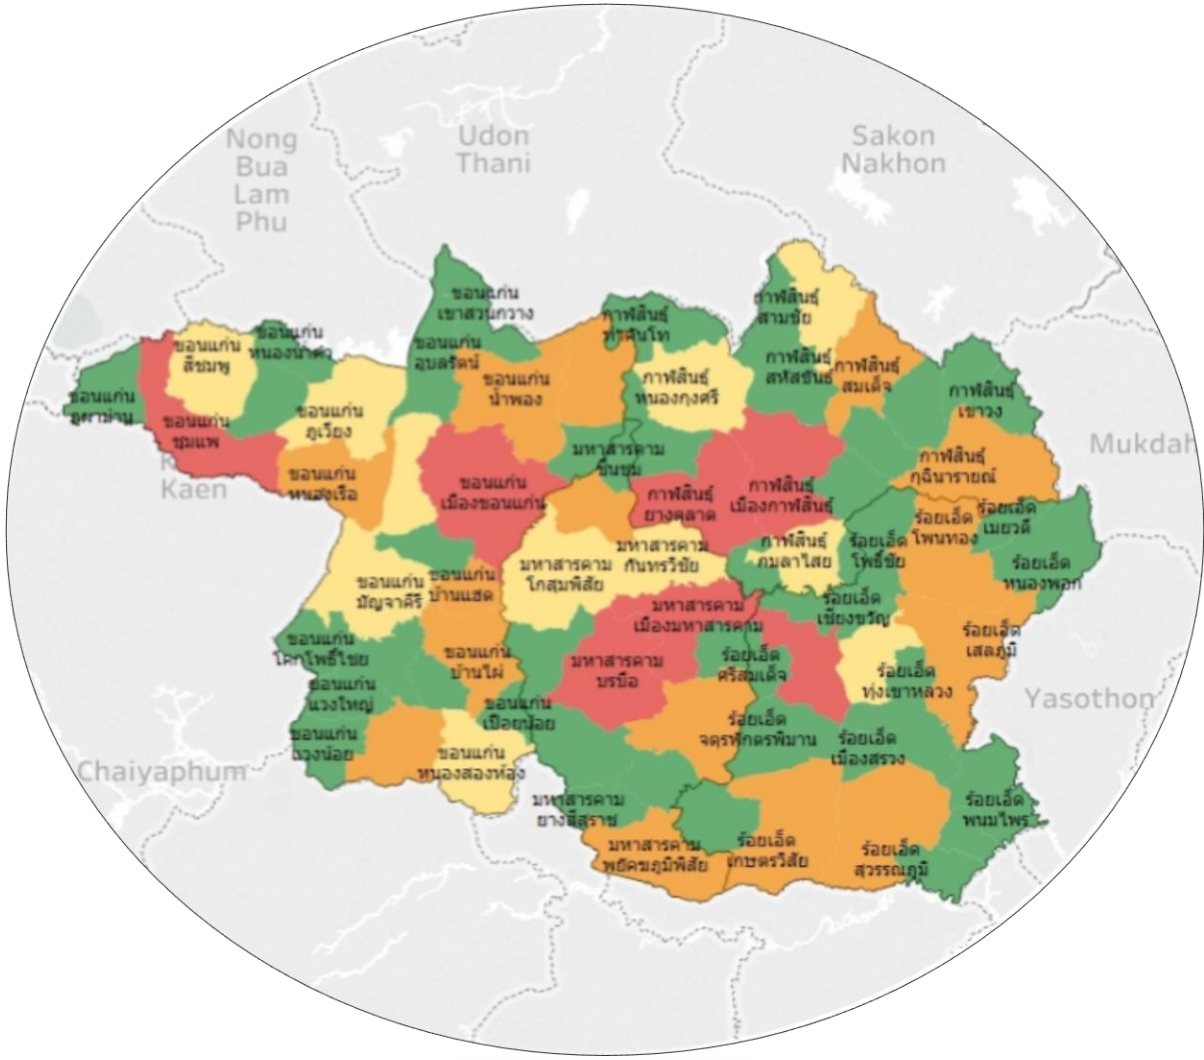 Nong
Bua
Lam
Phu
Udon
Thani
Sakon
Nakhon
ขอนแก่น
เขาสวนกวาง
กาฬสินธุ์
สามชัย
กาฬสินธุ์
ท่าคันโท
ขอนแก่น
หนองนาคำ
ขอนแก่น
สีชมพู
ขอนแก่น
อุบลรัตน์
กาฬสินธุ์
สหัสขันธ์
กาฬสินธุ์
สมเด็จ
ขอนแก่น
น้ำพอง
กาฬสินธุ์
หนองกุงศรี
กาฬสินธุ์
เขาวง
ขอนแก่น
ภูผาม่าน
ขอนแก่น
ภูเวียง
ขอนแก่น
ชุมแพ
Mukdah
มหาสารคาม
ชื่นชม
กาฬสินธุ์
กุฉินารายณ์
Kaen
ขอนแก่น
หนองเรือ
ขอนแก่น
เมืองขอนแก่น
กาฬสินธุ์
ยางตลาด
กาฬสินธุ์
เมืองกาฬสินธุ์
ร้อยเอ็ด
โพนทอง
ร้อยเอ็ด
เมยวดี
มหาสารคาม
กันทรวิชัย
กาฬสินธุ์
กมลาไสย
ร้อยเอ็ด
โพธิ์ชัย
ร้อยเอ็ด
หนองพอก
มหาสารคาม
โกสุมพิสัย
ขอนแก่น
มัญจาคีรี
ขอนแก่น
บ้านแฮด
มหาสารคาม
เมืองมหาสารคาม
ร้อยเอ็ด
เชียงขวัญ
ร้อยเอ็ด
เสลภูมิ
ขอนแก่น
โคกโพธิ์ไชย
ขอนแก่น
บ้านไผ่
มหาสารคาม
บรบือ
ร้อยเอ็ด
ศรีสมเด็จ
ร้อยเอ็ด
ทุ่งเขาหลวง
Yasothon
ขอนแก่น
แวงใหญ่
ขอนแก่น
เปือยน้อย
ร้อยเอ็ด
จตุรพักตรพิมาน
ร้อยเอ็ด
เมืองสรวง
ขอนแก่น
แวงน้อย
ขอนแก่น
หนองสองห้อง
Chaiyaphum
มหาสารคาม
ยางสีสุราช
ร้อยเอ็ด
พนมไพร
มหาสารคาม
พยัคฆภูมิพิสัย
ร้อยเอ็ด
เกษตรวิสัย
ร้อยเอ็ด
สุวรรณภูมิ